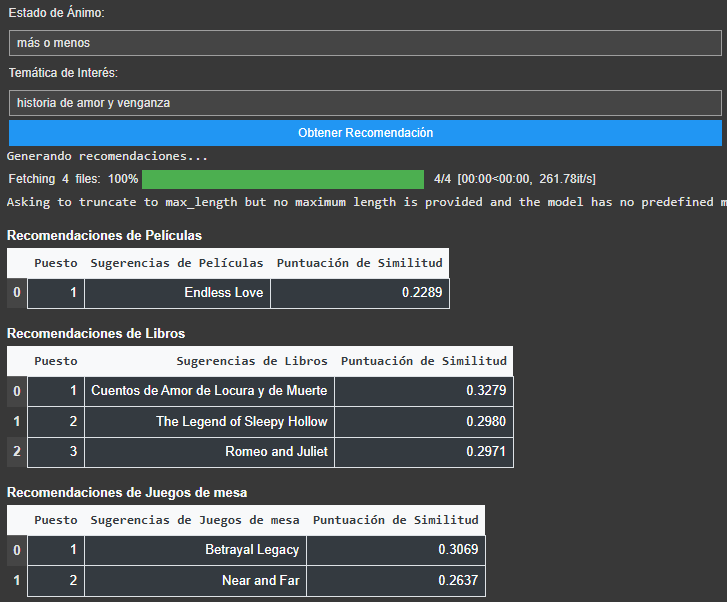 Estado de Ánimo:
más o menos
Temática de Interés:
historia de amor y venganza
Obtener Recomendación
Generando recomendaciones...
Fetching 4 files: 100% 4/4 [00:00<00:00, 261.78it/s]
Asking to truncate to max_length but no maximum length is provided and the model has no predefined m
Recomendaciones de Películas
Puesto Sugerencias de Películas Puntuación de Similitud
0 1 Endless Love 0.2289
Recomendaciones de Libros
Puesto Sugerencias de Libros Puntuación de Similitud
0 1 Cuentos de Amor de Locura y de Muerte 0.3279
1 2 The Legend of Sleepy Hollow 0.2980
2 3 Romeo and Juliet 0.2971
Recomendaciones de Juegos de mesa
Puesto Sugerencias de Juegos de mesa Puntuación de Similitud
0 1 Betrayal Legacy 0.3069
1 2 Near and Far 0.2637